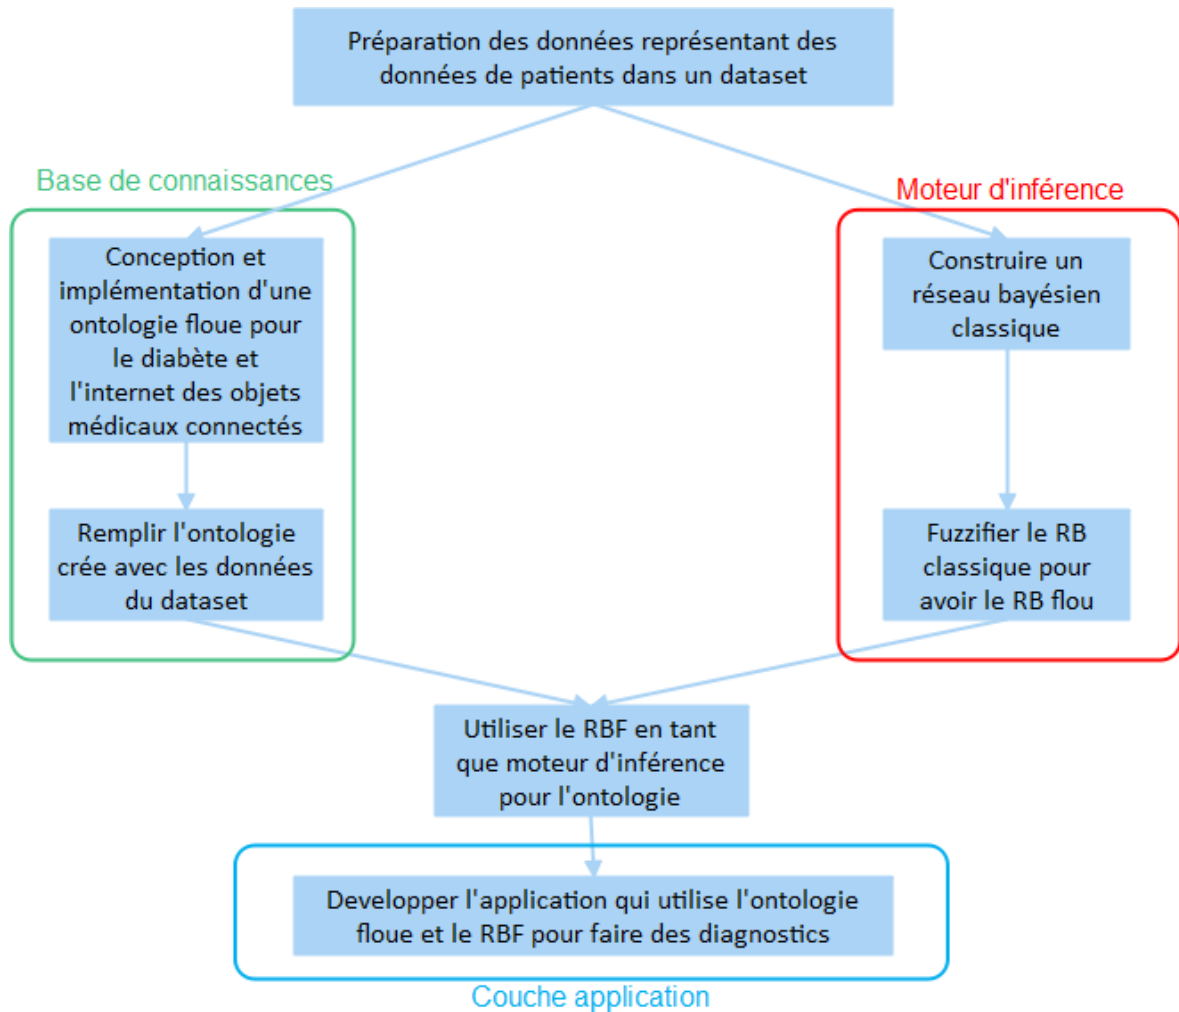 Préparation des données représentant des
données de patients dans un dataset
Base de connaissances
Moteur d'inférence
Conception et
implémentation d'une
ontologie floue pour
le diabète et
l'internet des objets
médicaux connectés
Construire un
réseau bayésien
classique
Remplir l'ontologie
crée avec les données
du dataset
Fuzzifier le RB
classique pour
avoir le RB flou
Utiliser le RBF en tant
que moteur d'inférence
pour l'ontologie
Developper l'application qui utilise l'ontologie
floue et le RBF pour faire des diagnostics
Couche application